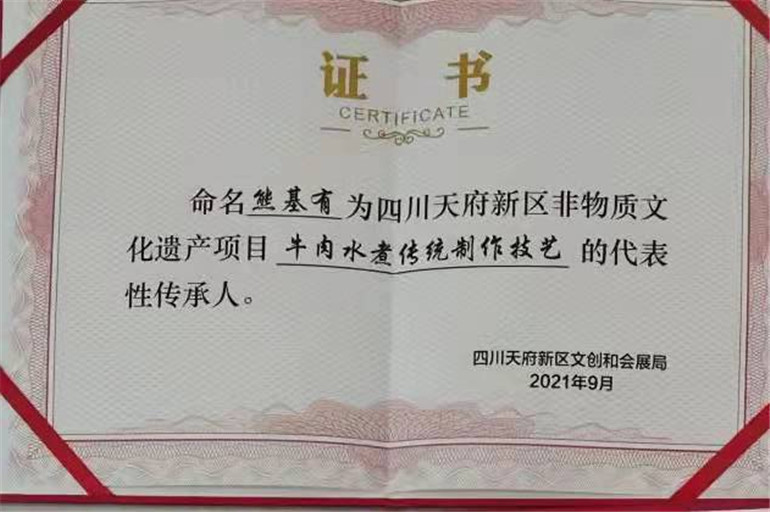 证书
CERTIFICATE
命名熊基有为四川天府新区非物质文
化遗产项目 牛肉水煮传统制作技艺 的代表
性传承人。
四川天府新区文创和会展局
2021年9月